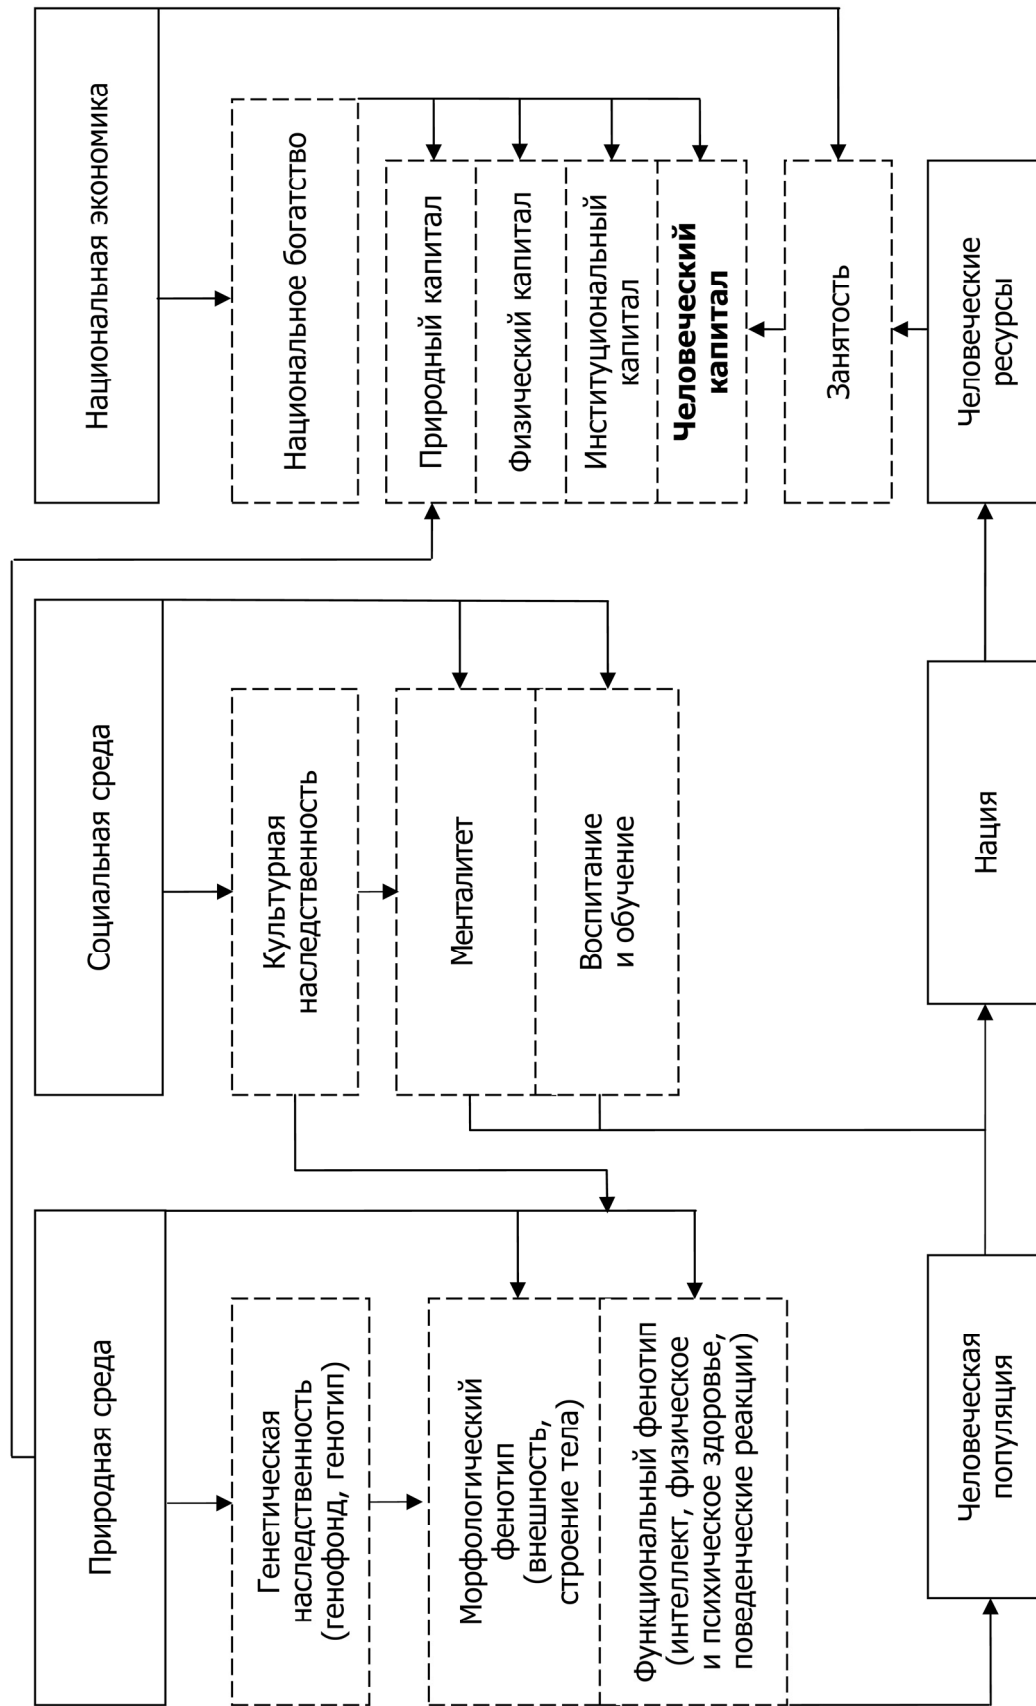 Природная среда
Генетическая
наследственность
(генофонд, генотип)
Морфологический
фенотип
(внешность,
строение тела)
Функциональный фенотип
(интеллект, физическое
и психическое здоровье,
поведенческие реакции)
Человеческая
популяция
Социальная среда
Культурная
наследственность
Менталитет
Воспитание
и обучение
Нация
Национальная экономика
Национальное богатство
Природный капитал
Физический капитал
Институциональный
капитал
Человеческий
капитал
Занятость
Человеческие
ресурсы